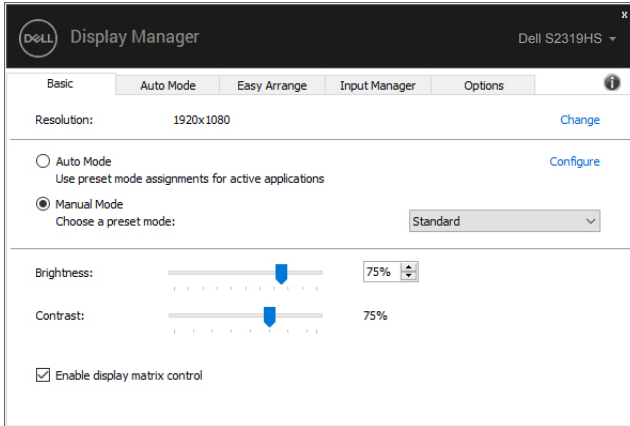 x
DELL Display Manager Dell S2319HS
Basic Auto Mode Easy Arrange Input Manager Options
Resolution: 1920x1080 Change
Auto Mode Configure
Use preset mode assignments for active applications
Manual Mode
Choose a preset mode: Standard
Brightness: 75%
Contrast: 75%
Enable display matrix control